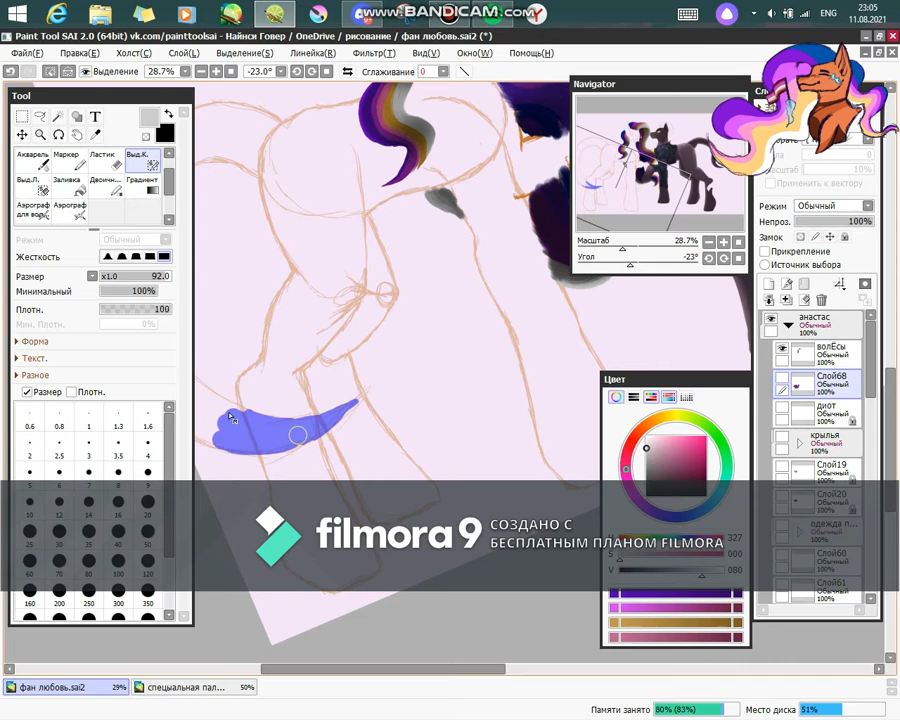 www.BANDICAM.COM
ENG
23:05
11.08.2021
Paint Tool SAI 2.0 (64bit) vk.com/painttoolsai - Найнси Говер / OneDrive / рисование / фан любовь.sai2 (*)
Файл(F) Правка(E) Холст(C) Слой(L) Выделение(S) Линейка(R) Фильтр(T) Вид(V) Окно(W) Помощь(H)
Выделение 28.7% -23.0° Сглаживание 0
Tool
T
Акварель Маркер Ластик Выд.К.
Выд.Л. Заливка Двоичн... Градиент
Аэрограф для вол Аэрограф
Режим Обычный
Жесткость
Размер x1.0 92.0
Минимальный 100%
Плотн. 100
Мин. Плотн. 0%
Форма
Текст.
Разное
Размер Плотн.
0.6 0.8 1 1.3 1.6
2 2.5 3 3.5 4
5 6 7 8 9
10 12 14 16 20
25 30 35 40 50
60 70 80 100 120
160 200 250 300 350
Navigator
Масштаб 28.7%
Угол -23°
Цвет
H 327
S 000
V 080
10%
Применить к вектору
Режим Обычный
Непроз. 100%
Замок
Прикрепление
Источник выбора
анастас
Обычный
100%
волЁсы
Обычный
100%
Слой68
Обычный
100%
диот
Обычный
100%
крылья
Обычный
100%
Слой19
Обычный
100%
Слой20
Обычный
100%
одежда п...
Обычный
100%
Слой60
Обычный
100%
Слой61
Обычный
100%
filmora9
СОЗДАНО С
БЕСПЛАТНЫМ ПЛАНОМ FILMORA
фан любовь.sai2 29% спецыальная пал... 50%
Памяти занято 80% (83%) Место диска 51%